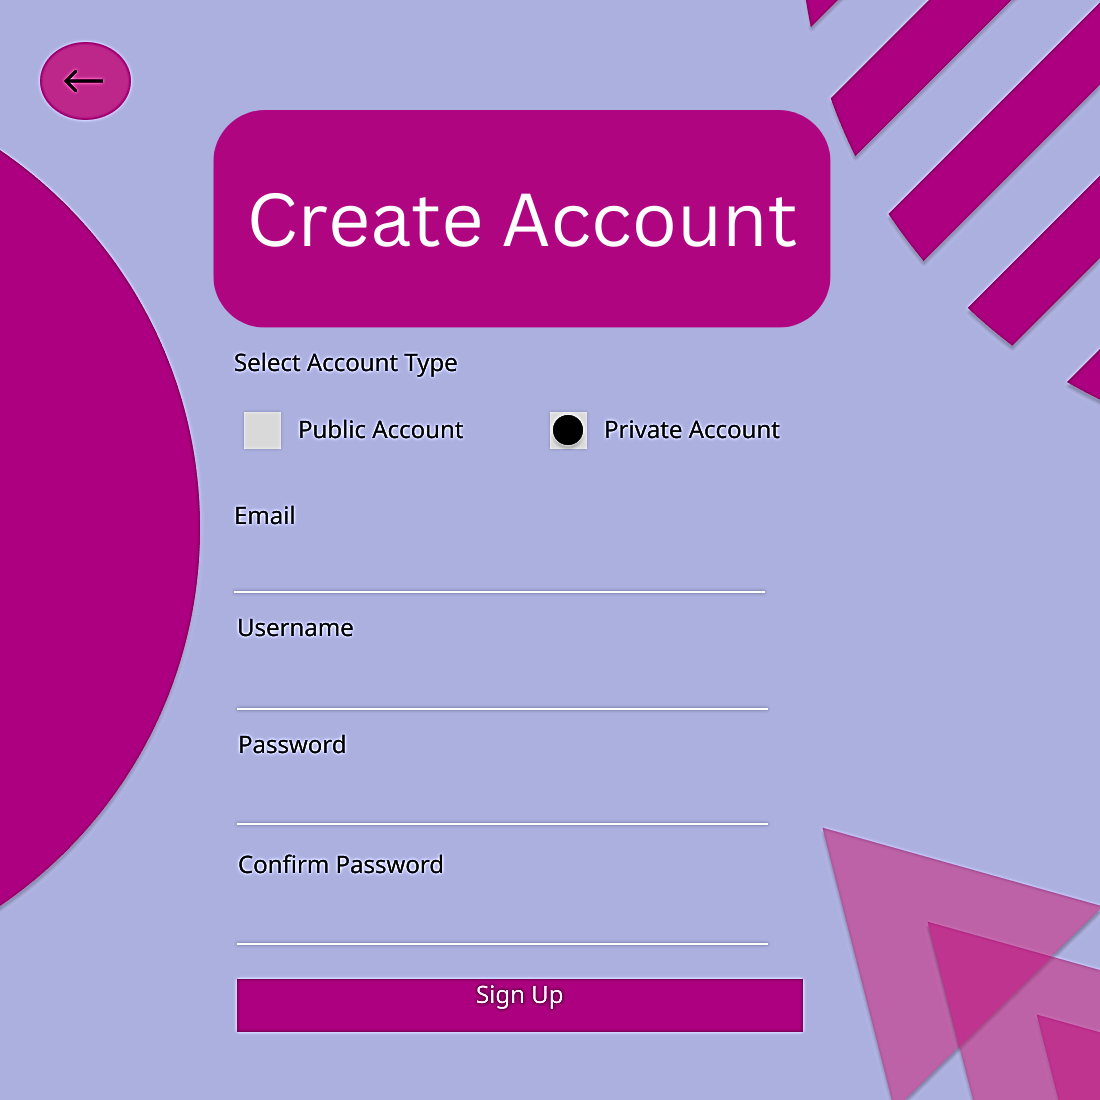 Create Account
Select Account Type
Public Account Private Account
Email
Username
Password
Confirm Password
Sign Up